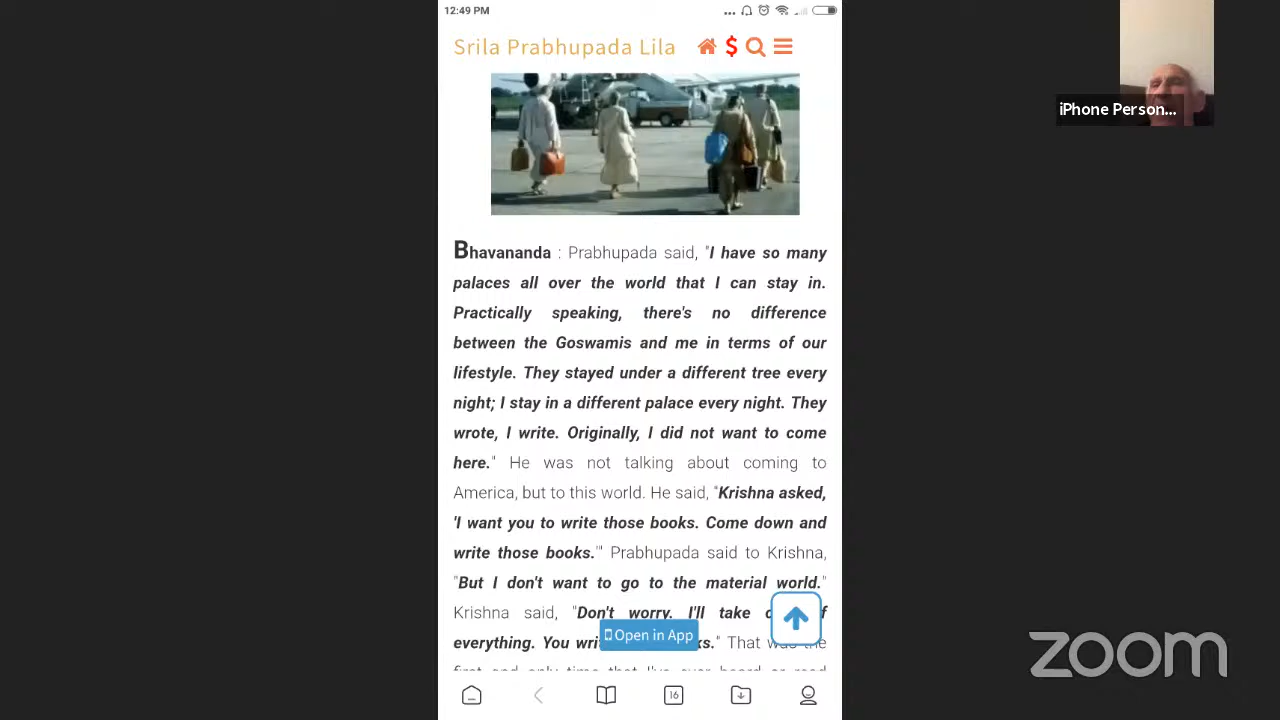 12:49 PM
Srila Prabhupada Lila
iPhone Person...
Bhavananda : Prabhupada said, "I have so many
palaces all over the world that I can stay in.
Practically speaking, there's no difference
between the Goswamis and me in terms of our
lifestyle. They stayed under a different tree every
night; I stay in a different palace every night. They
wrote, I write. Originally, I did not want to come
here." He was not talking about coming to
America, but to this world. He said, "Krishna asked,
'I want you to write those books. Come down and
write those books.'" Prabhupada said to Krishna,
"But I don't want to go to the material world."
Krishna said, "Don't worry. I'll take
everything. You
Open in App
" That was the
16
zoom